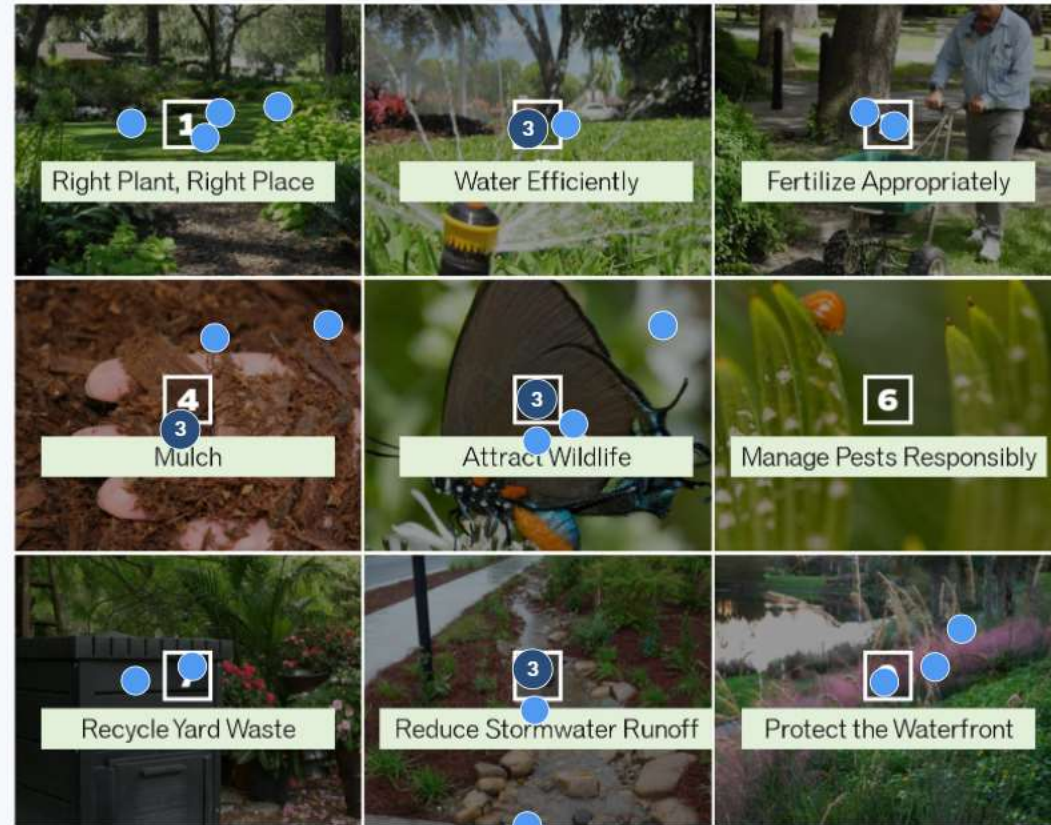 1
Right Plant, Right Place
3
Water Efficiently
Fertilize Appropriately
4
3
Mulch
3
Attract Wildlife
6
Manage Pests Responsibly
Recycle Yard Waste
3
Reduce Stormwater Runoff
Protect the Waterfront